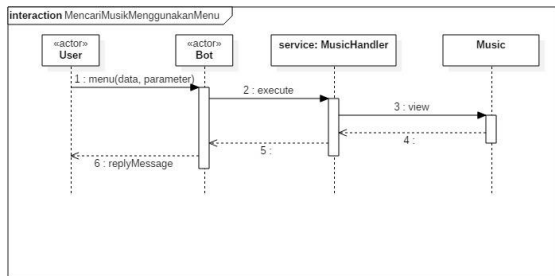 interaction MencariMusikMenggunakanMenu
«actor»
User
«actor»
Bot
service: MusicHandler
Music
1 : menu(data, parameter)
2 : execute
3 : view
4 :
5 :
6 : replyMessage